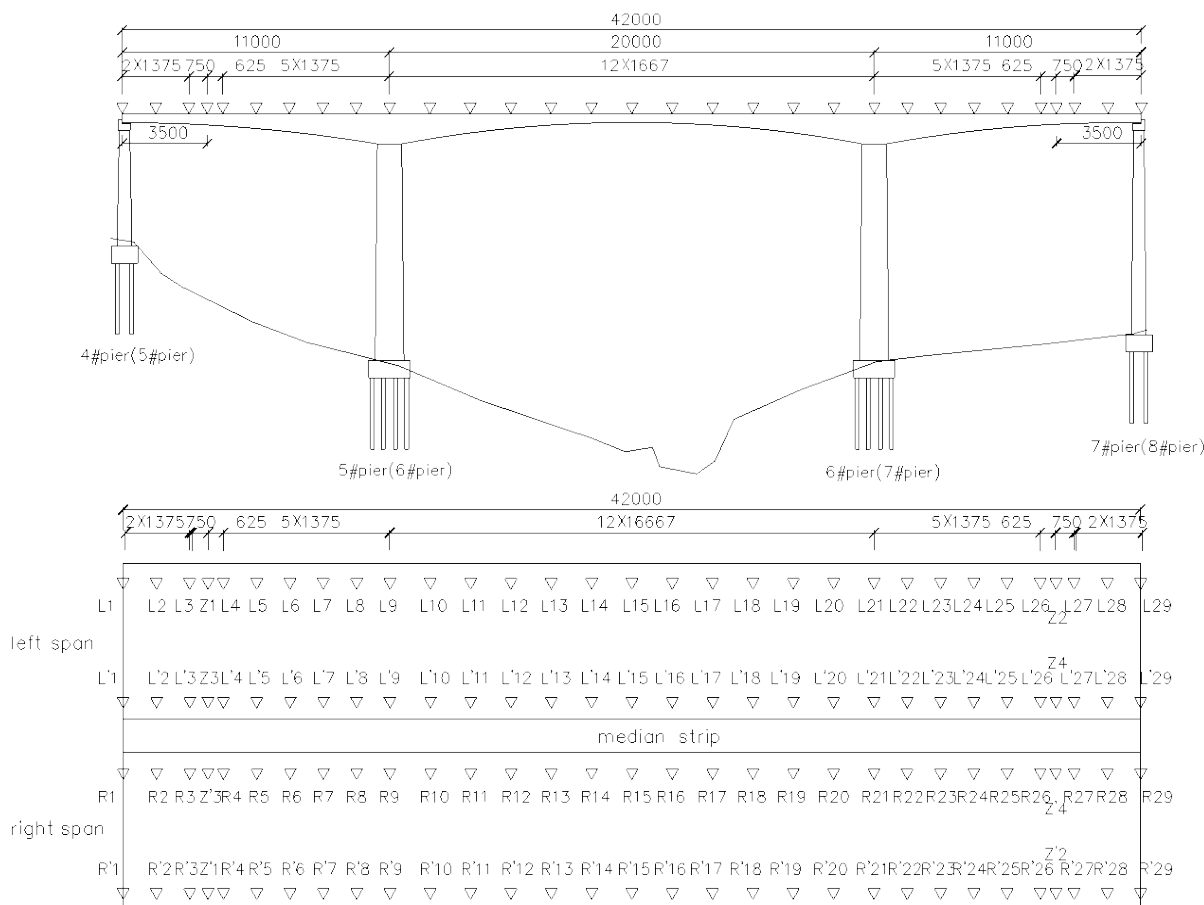 42000
11000 20000 11000
2X1375 750 625 5X1375 12X1667 5X1375 625 750 2X1375
3500 3500
4#pier(5#pier)
5#pier(6#pier)
6#pier(7#pier)
7#pier(8#pier)
42000
2X1375 750 625 5X1375 12X16667 5X1375 625 750 2X1375
L1 L2 L3 Z1 L4 L5 L6 L7 L8 L9 L10 L11 L12 L13 L14 L15 L16 L17 L18 L19 L20 L21 L22 L23 L24 L25 L26 L27 L28 L29
Z2
left span
Z4
L'1 L'2 L'3 Z3 L'4 L'5 L'6 L'7 L'8 L'9 L'10 L'11 L'12 L'13 L'14 L'15 L'16 L'17 L'18 L'19 L'20 L'21 L'22 L'23 L'24 L'25 L'26 L'27 L'28 L'29
median strip
R1 R2 R3 Z'3 R4 R5 R6 R7 R8 R9 R10 R11 R12 R13 R14 R15 R16 R17 R18 R19 R20 R21 R22 R23 R24 R25 R26 R27 R28 R29
Z'4
right span
Z'2
R'1 R'2 R'3 Z'1 R'4 R'5 R'6 R'7 R'8 R'9 R'10 R'11 R'12 R'13 R'14 R'15 R'16 R'17 R'18 R'19 R'20 R'21 R'22 R'23 R'24 R'25 R'26 R'27 R'28 R'29